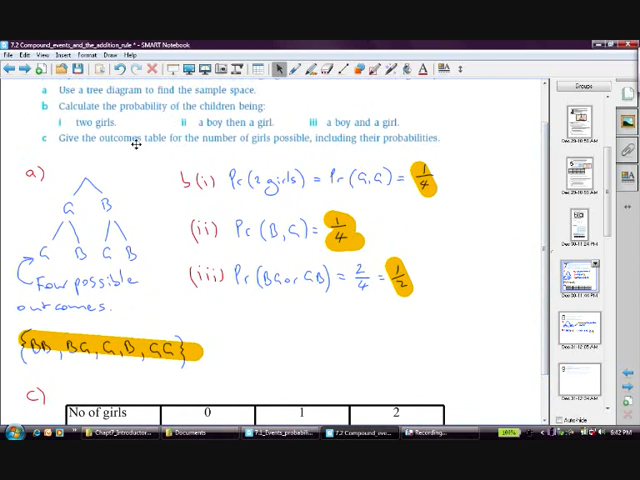 7.2 Compound_events_and_the_addition_rule * - SMART Notebook
File Edit View Insert Format Draw Help
a Use a tree diagram to find the sample space.
b Calculate the probability of the children being:
i two girls. ii a boy then a girl. iii a boy and a girl.
c Give the outcomes table for the number of girls possible, including their probabilities.
a)
G B
G B G B
Four possible
outcomes.
{BB, BG, G,B, GG}
b(i) Pr(2 girls) = Pr(G,G) = 1/4
(ii) Pr(B,G) = 1/4
(iii) Pr(BG or GB) = 2/4 = 1/2
c)
No of girls 0 1 2
Groups
Auto-hide
Chapt7_Introductor... Documents 7.1_Events_probabili... 7.2 Compound_eve... Recording... 100% 6:42 PM